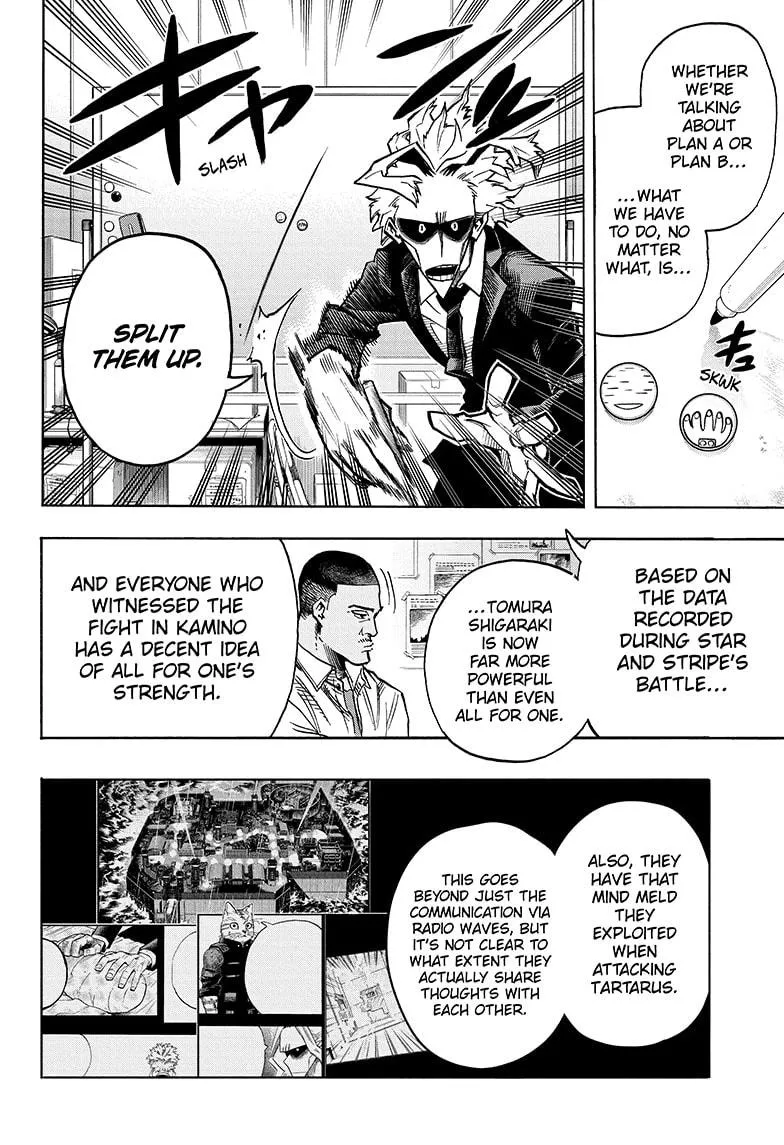 WHETHER
WE'RE
TALKING
ABOUT
PLAN A OR
PLAN B...
...WHAT
WE HAVE
TO DO, NO
MATTER
WHAT, IS...
キュ
SKWK
キャッ
SLASH
SPLIT
THEM UP.
BASED ON
THE DATA
RECORDED
DURING STAR
AND STRIPE'S
BATTLE...
...TOMURA
SHIGARAKI
IS NOW
FAR MORE
POWERFUL
THAN EVEN
ALL FOR ONE.
AND EVERYONE WHO
WITNESSED THE
FIGHT IN KAMINO
HAS A DECENT IDEA
OF ALL FOR ONE'S
STRENGTH.
ALSO, THEY
HAVE THAT
MIND MELD
THEY
EXPLOITED
WHEN
ATTACKING
TARTARUS.
THIS GOES
BEYOND JUST THE
COMMUNICATION VIA
RADIO WAVES, BUT
IT'S NOT CLEAR TO
WHAT EXTENT THEY
ACTUALLY SHARE
THOUGHTS WITH
EACH OTHER.